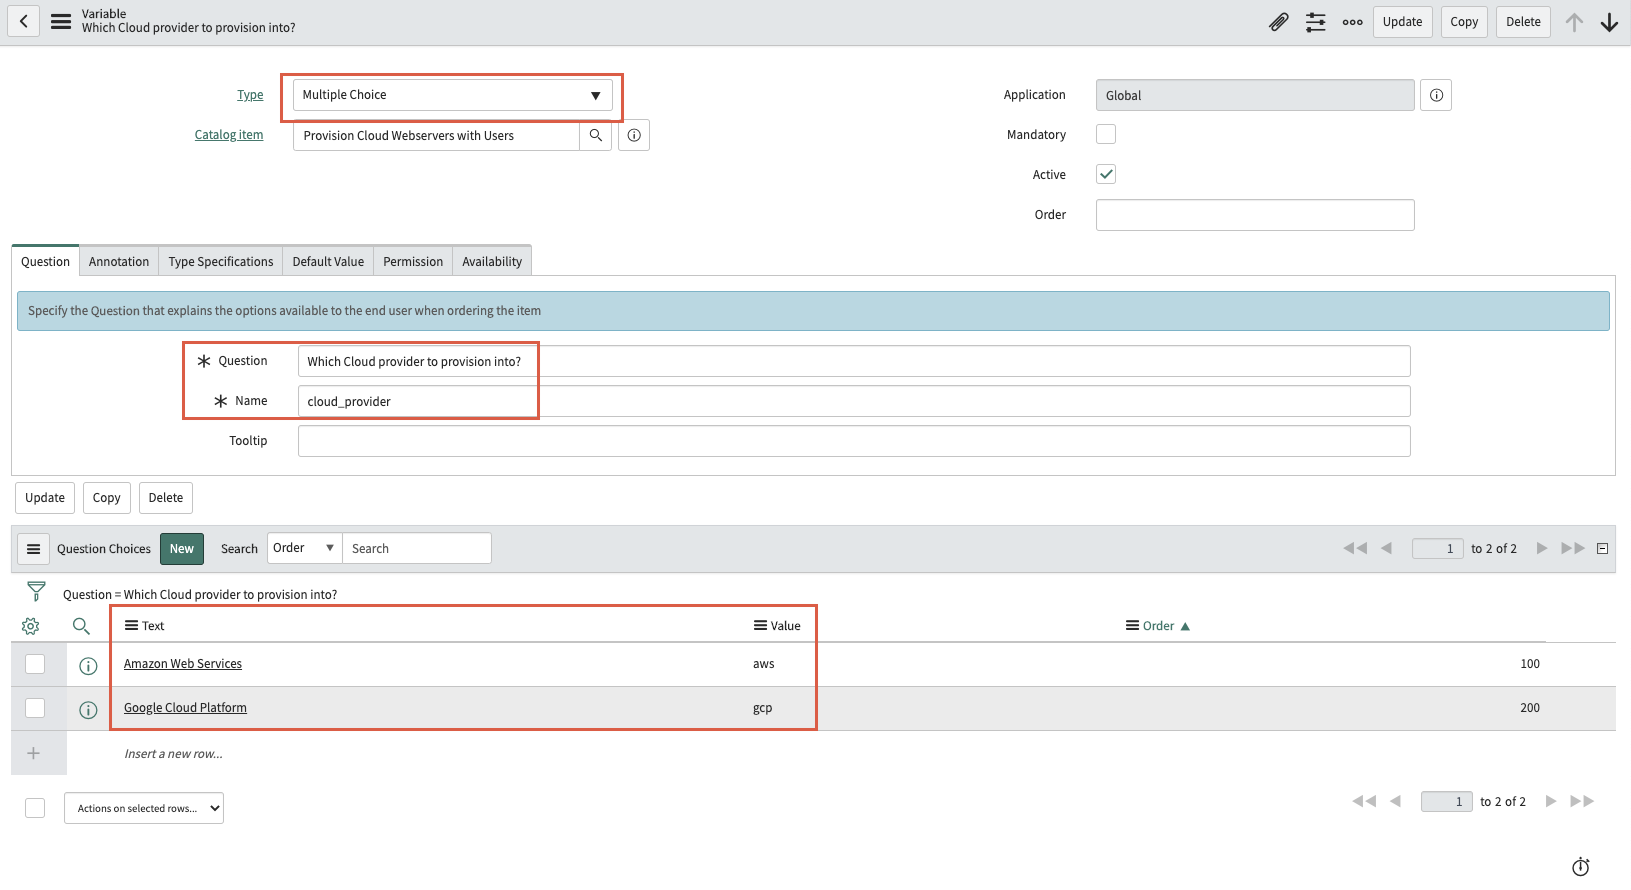 Variable
Which Cloud provider to provision into?
Update Copy Delete
Type Multiple Choice
Application Global
Catalog item Provision Cloud Webservers with Users
Mandatory
Active
Order
Question Annotation Type Specifications Default Value Permission Availability
Specify the Question that explains the options available to the end user when ordering the item
Question Which Cloud provider to provision into?
Name cloud_provider
Tooltip
Update Copy Delete
Question Choices New Search Order Search 1 to 2 of 2
Question = Which Cloud provider to provision into?
Text Value Order
Amazon Web Services aws 100
Google Cloud Platform gcp 200
Insert a new row...
Actions on selected rows... 1 to 2 of 2